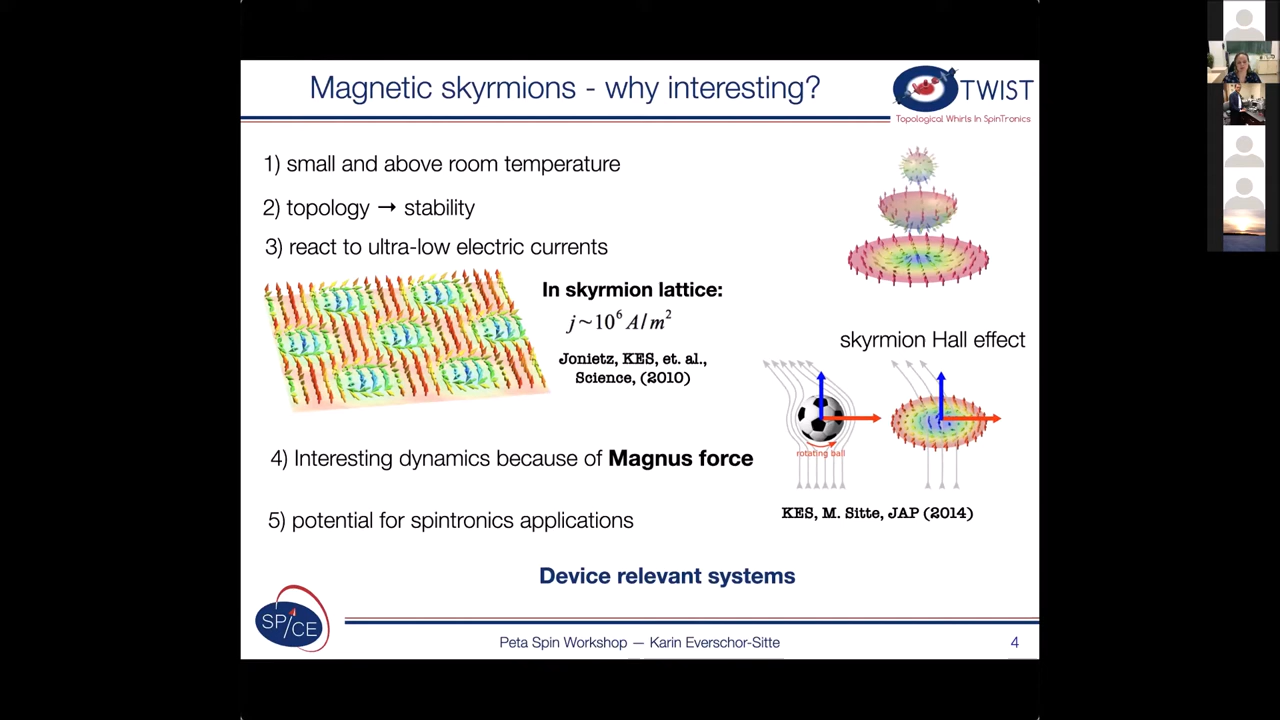 Magnetic skyrmions - why interesting?
TWIST
Topological Whirls In SpinTronics
1) small and above room temperature
2) topology → stability
3) react to ultra-low electric currents
In skyrmion lattice:
j ~ 10⁶ A/m²
Jonietz, KES, et. al.,
Science, (2010)
skyrmion Hall effect
rotating ball
4) Interesting dynamics because of Magnus force
KES, M. Sitte, JAP (2014)
5) potential for spintronics applications
Device relevant systems
SP/CE
Peta Spin Workshop — Karin Everschor-Sitte
4